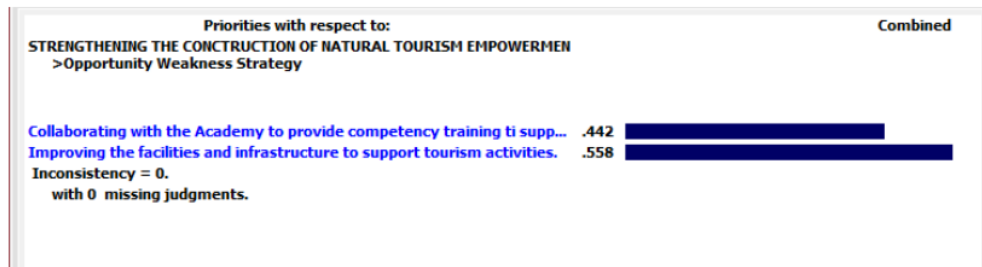 Priorities with respect to: Combined
STRENGTHENING THE CONCTRUCTION OF NATURAL TOURISM EMPOWERMEN
>Opportunity Weakness Strategy
Collaborating with the Academy to provide competency training ti supp... .442
Improving the facilities and infrastructure to support tourism activities. .558
Inconsistency = 0.
with 0 missing judgments.